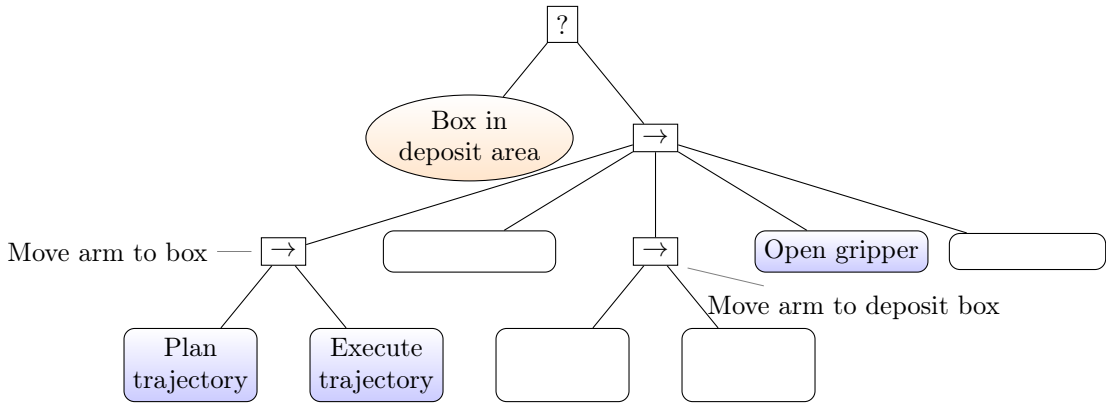 ?
Box in
deposit area
→
Move arm to box
→
→
Open gripper
Move arm to deposit box
Plan
trajectory
Execute
trajectory